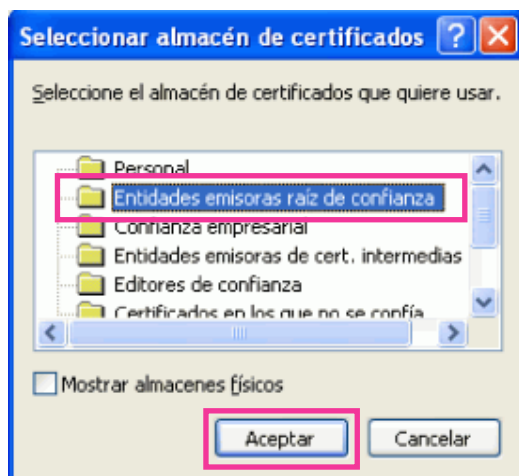 Seleccionar almacén de certificados
Seleccione el almacén de certificados que quiere usar.
Personal
Entidades emisoras raíz de confianza
Confianza empresarial
Entidades emisoras de cert. intermedias
Editores de confianza
Certificados en los que no se confía
Mostrar almacenes físicos
Aceptar Cancelar